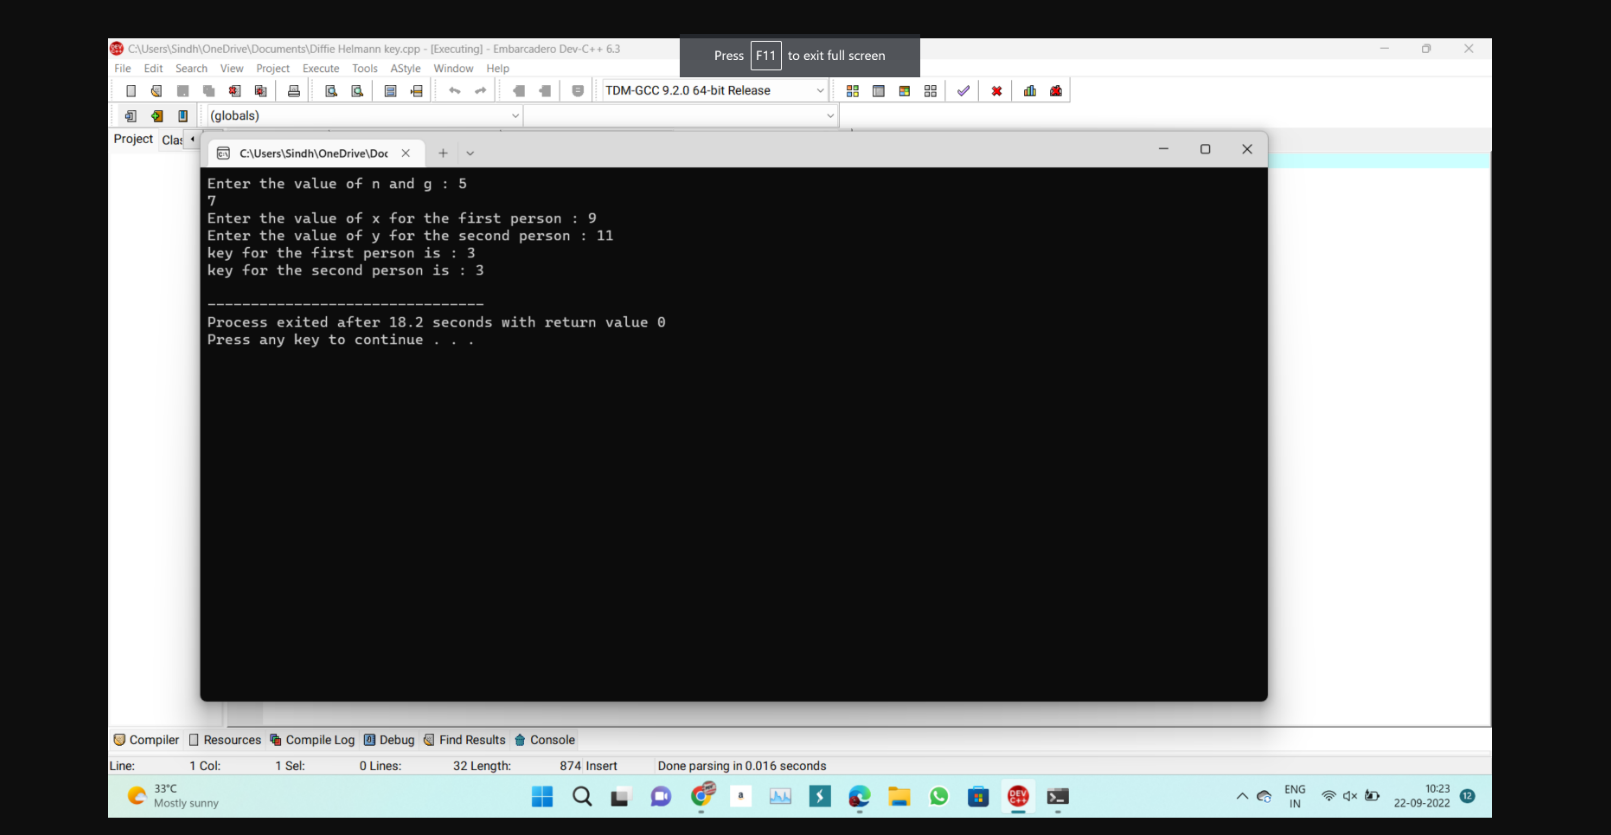 C:\Users\Sindh\OneDrive\Documents\Diffie Helmann key.cpp - [Executing] - Embarcadero Dev-C++ 6.3
Press F11 to exit full screen
File Edit Search View Project Execute Tools AStyle Window Help
TDM-GCC 9.2.0 64-bit Release
(globals)
Project Clas
C:\Users\Sindh\OneDrive\Doc
Enter the value of n and g : 5
7
Enter the value of x for the first person : 9
Enter the value of y for the second person : 11
key for the first person is : 3
key for the second person is : 3
--------------------------------
Process exited after 18.2 seconds with return value 0
Press any key to continue . . .
Compiler Resources Compile Log Debug Find Results Console
Line: 1 Col: 1 Sel: 0 Lines: 32 Length: 874 Insert Done parsing in 0.016 seconds
33°C
Mostly sunny
a
DEV C++
ENG
IN
10:23
22-09-2022
12